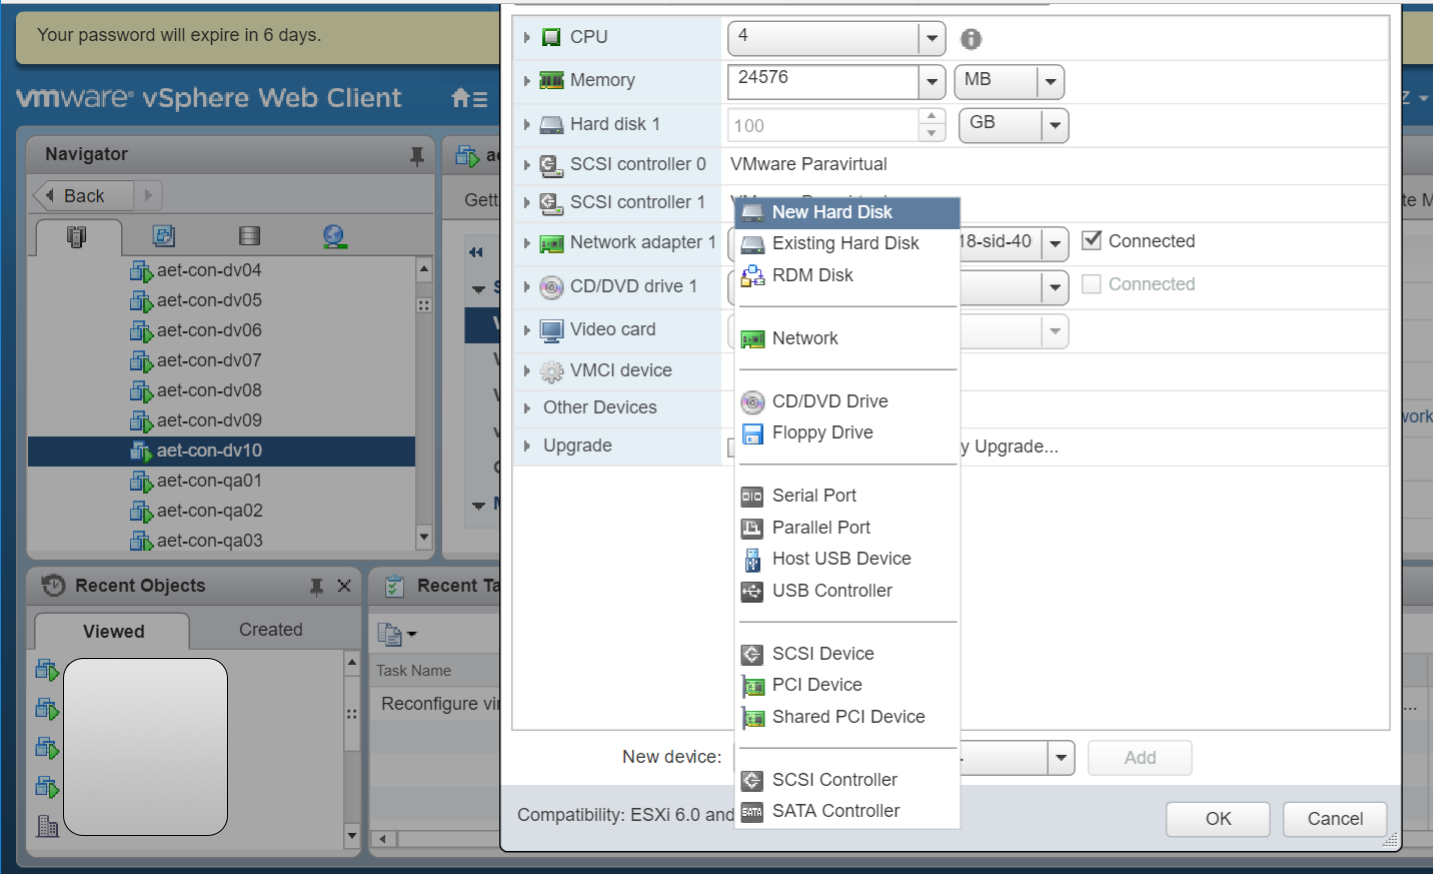 Your password will expire in 6 days.
vmware® vSphere Web Client
Navigator
Back
aet-con-dv04
aet-con-dv05
aet-con-dv06
aet-con-dv07
aet-con-dv08
aet-con-dv09
aet-con-dv10
aet-con-qa01
aet-con-qa02
aet-con-qa03
Recent Objects
Viewed
Created
Recent Ta
Task Name
Reconfigure vir
Gett
CPU
4
Memory
24576
MB
Hard disk 1
100
GB
SCSI controller 0
VMware Paravirtual
SCSI controller 1
Network adapter 1
18-sid-40
Connected
CD/DVD drive 1
Connected
Video card
VMCI device
Other Devices
Upgrade
y Upgrade...
New Hard Disk
Existing Hard Disk
RDM Disk
Network
CD/DVD Drive
Floppy Drive
Serial Port
Parallel Port
Host USB Device
USB Controller
SCSI Device
PCI Device
Shared PCI Device
SCSI Controller
SATA Controller
New device:
Add
Compatibility: ESXi 6.0 and
OK
Cancel
te M
work